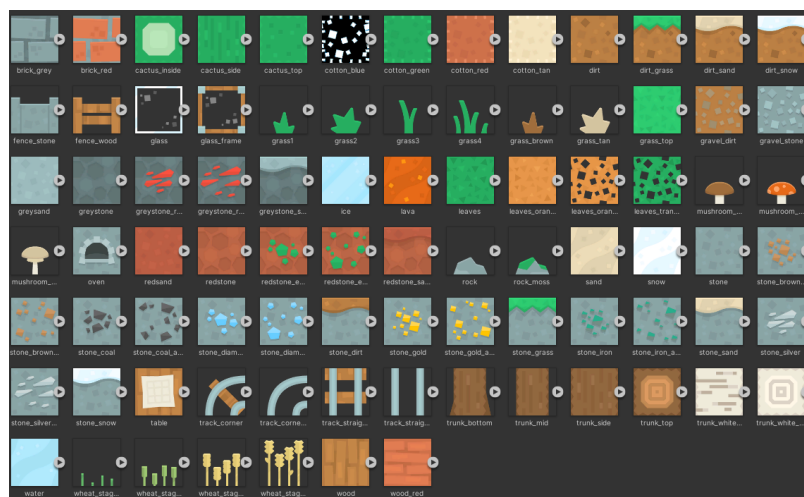 brick_grey brick_red cactus_inside cactus_side cactus_top cotton_blue cotton_green cotton_red cotton_tan dirt dirt_grass dirt_sand dirt_snow
fence_stone fence_wood glass glass_frame grass1 grass2 grass3 grass4 grass_brown grass_tan grass_top gravel_dirt gravel_stone
greysand greystone greystone_r... greystone_r... greystone_s... ice lava leaves leaves_oran... leaves_oran... leaves_tran... mushroom_... mushroom_...
mushroom_... oven redsand redstone redstone_e... redstone_e... redstone_sa... rock rock_moss sand snow stone stone_brown...
stone_brown... stone_coal stone_coal_a... stone_diam... stone_diam... stone_dirt stone_gold stone_gold_a... stone_grass stone_iron stone_iron_a... stone_sand stone_silver
stone_silver... stone_snow table track_corner track_corne... track_straig... track_straig... trunk_bottom trunk_mid trunk_side trunk_top trunk_white... trunk_white_...
water wheat_stag... wheat_stag... wheat_stag... wheat_stag... wood wood_red